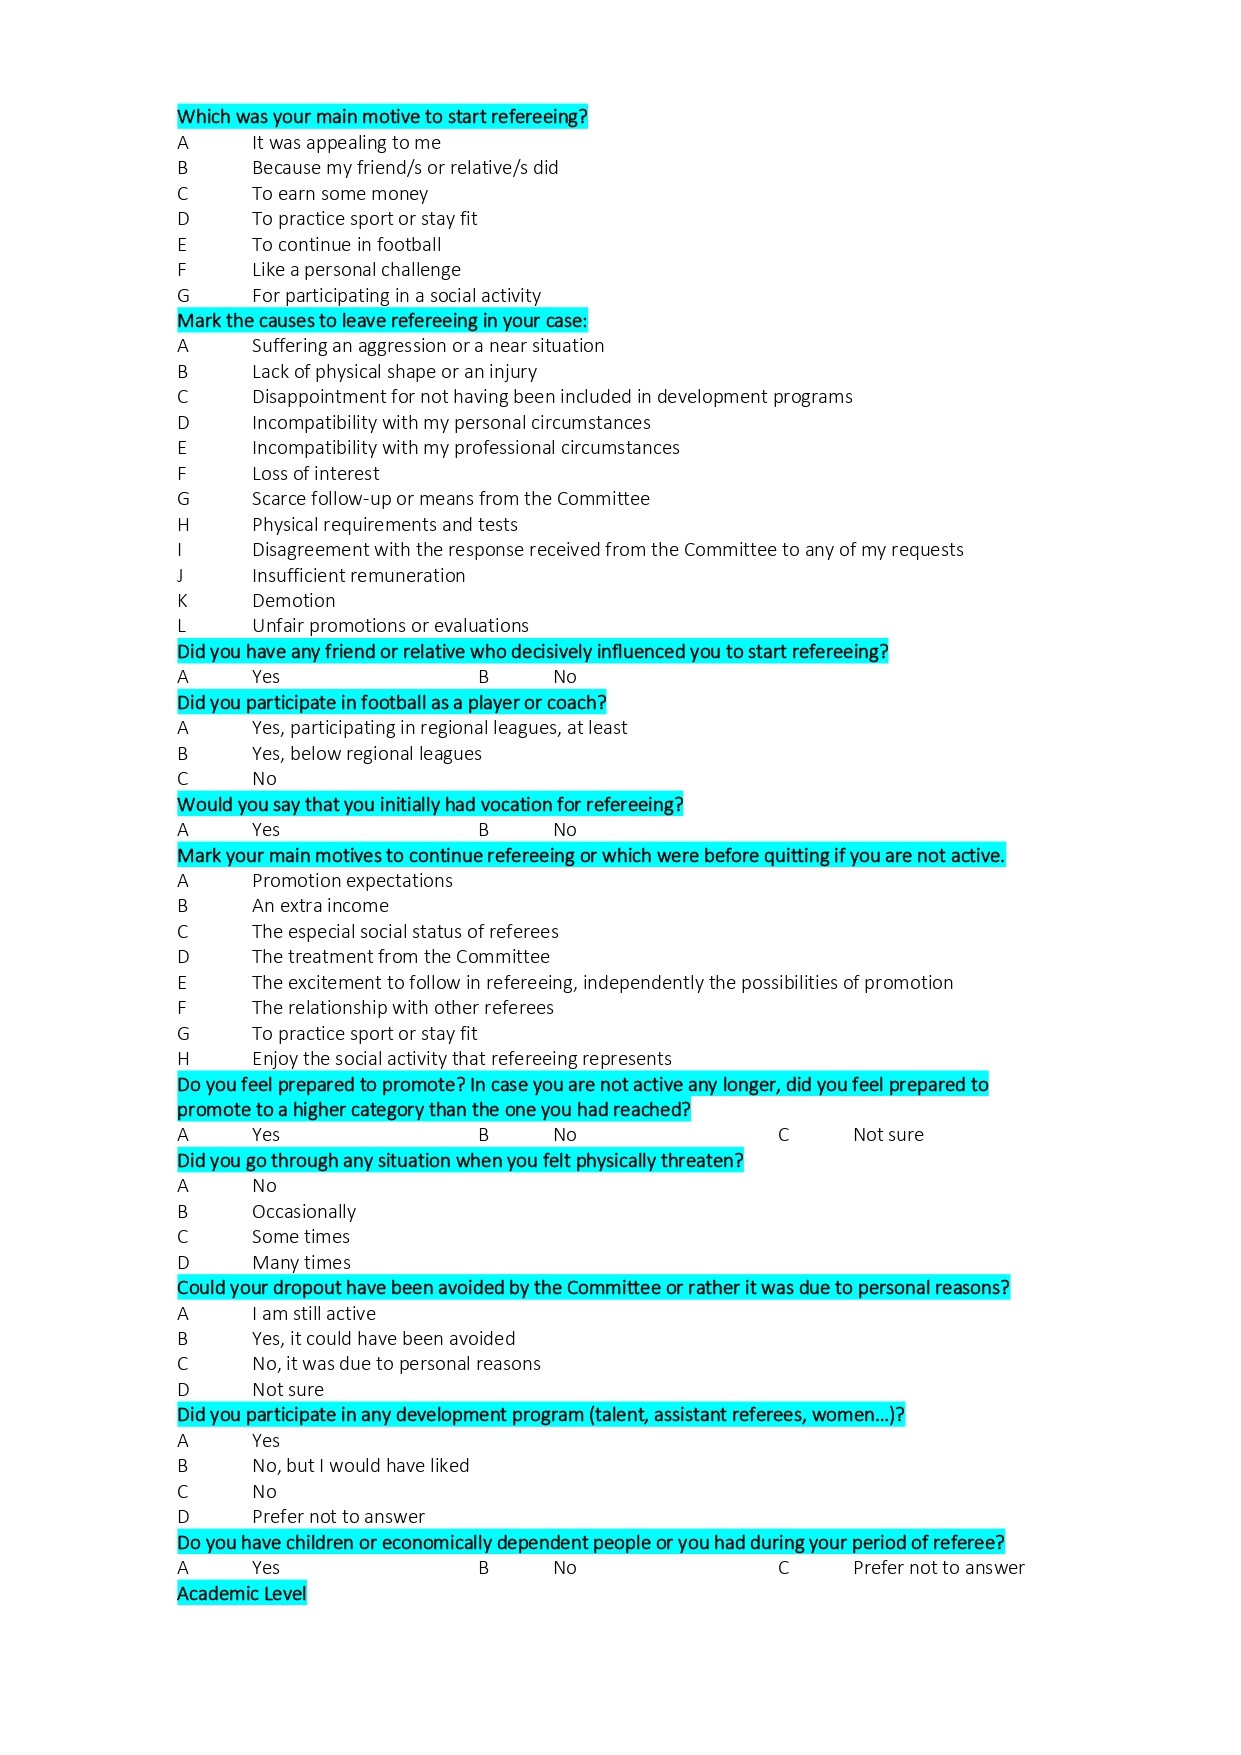 Which was your main motive to start refereeing?
A It was appealing to me
B Because my friend/s or relative/s did
C To earn some money
D To practice sport or stay fit
E To continue in football
F Like a personal challenge
G For participating in a social activity
Mark the causes to leave refereeing in your case:
A Suffering an aggression or a near situation
B Lack of physical shape or an injury
C Disappointment for not having been included in development programs
D Incompatibility with my personal circumstances
E Incompatibility with my professional circumstances
F Loss of interest
G Scarce follow-up or means from the Committee
H Physical requirements and tests
I Disagreement with the response received from the Committee to any of my requests
J Insufficient remuneration
K Demotion
L Unfair promotions or evaluations
Did you have any friend or relative who decisively influenced you to start refereeing?
A Yes B No
Did you participate in football as a player or coach?
A Yes, participating in regional leagues, at least
B Yes, below regional leagues
C No
Would you say that you initially had vocation for refereeing?
A Yes B No
Mark your main motives to continue refereeing or which were before quitting if you are not active.
A Promotion expectations
B An extra income
C The especial social status of referees
D The treatment from the Committee
E The excitement to follow in refereeing, independently the possibilities of promotion
F The relationship with other referees
G To practice sport or stay fit
H Enjoy the social activity that refereeing represents
Do you feel prepared to promote? In case you are not active any longer, did you feel prepared to
promote to a higher category than the one you had reached?
A Yes B No C Not sure
Did you go through any situation when you felt physically threaten?
A No
B Occasionally
C Some times
D Many times
Could your dropout have been avoided by the Committee or rather it was due to personal reasons?
A I am still active
B Yes, it could have been avoided
C No, it was due to personal reasons
D Not sure
Did you participate in any development program (talent, assistant referees, women...)?
A Yes
B No, but I would have liked
C No
D Prefer not to answer
Do you have children or economically dependent people or you had during your period of referee?
A Yes B No C Prefer not to answer
Academic Level